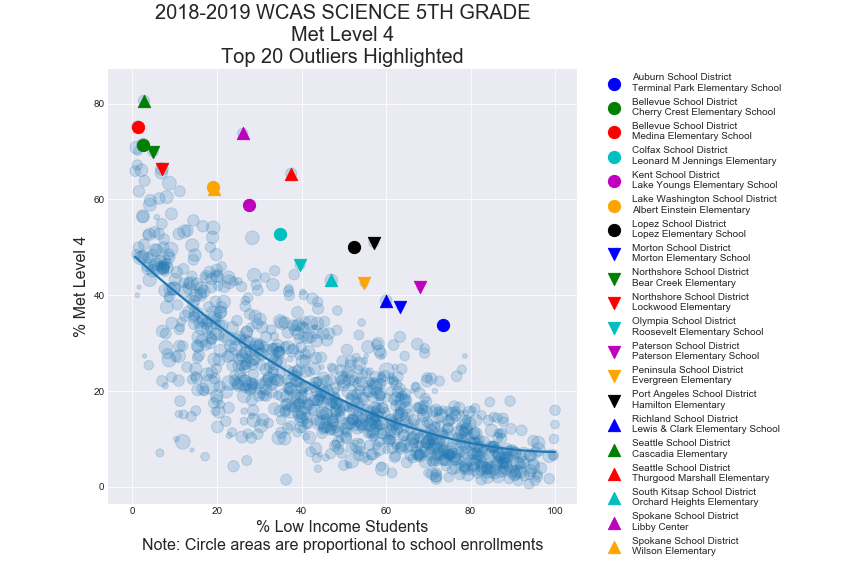 2018-2019 WCAS SCIENCE 5TH GRADE
Met Level 4
Top 20 Outliers Highlighted
% Met Level 4
80
60
40
20
0
0 20 40 60 80 100
% Low Income Students
Note: Circle areas are proportional to school enrollments
Auburn School District
Terminal Park Elementary School
Bellevue School District
Cherry Crest Elementary School
Bellevue School District
Medina Elementary School
Colfax School District
Leonard M Jennings Elementary
Kent School District
Lake Youngs Elementary School
Lake Washington School District
Albert Einstein Elementary
Lopez School District
Lopez Elementary School
Morton School District
Morton Elementary School
Northshore School District
Bear Creek Elementary
Northshore School District
Lockwood Elementary
Olympia School District
Roosevelt Elementary School
Paterson School District
Paterson Elementary School
Peninsula School District
Evergreen Elementary
Port Angeles School District
Hamilton Elementary
Richland School District
Lewis & Clark Elementary School
Seattle School District
Cascadia Elementary
Seattle School District
Thurgood Marshall Elementary
South Kitsap School District
Orchard Heights Elementary
Spokane School District
Libby Center
Spokane School District
Wilson Elementary